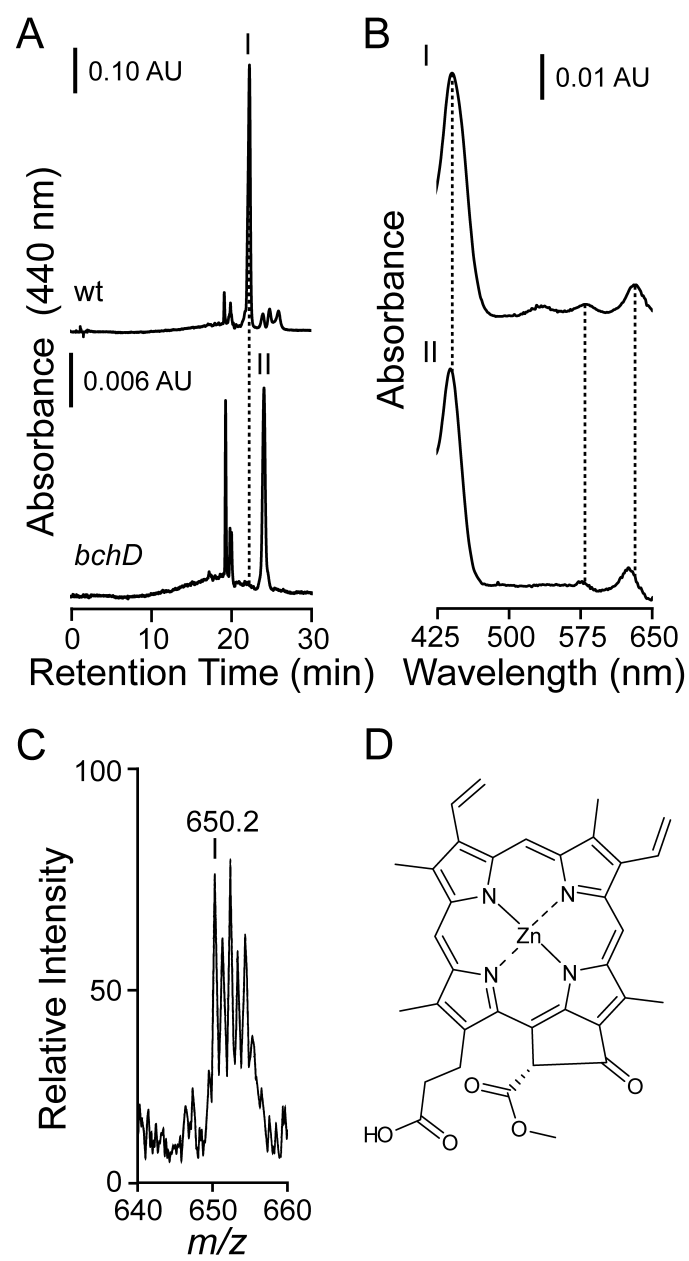 A
I
0.10 AU
wt
II
0.006 AU
bchD
Absorbance (440 nm)
0 10 20 30
Retention Time (min)
B
I
0.01 AU
II
Absorbance
425 500 575 650
Wavelength (nm)
C
100
650.2
50
0
Relative Intensity
640 650 660
m/z
D
N N
Zn
N N
O
O
O
HO O